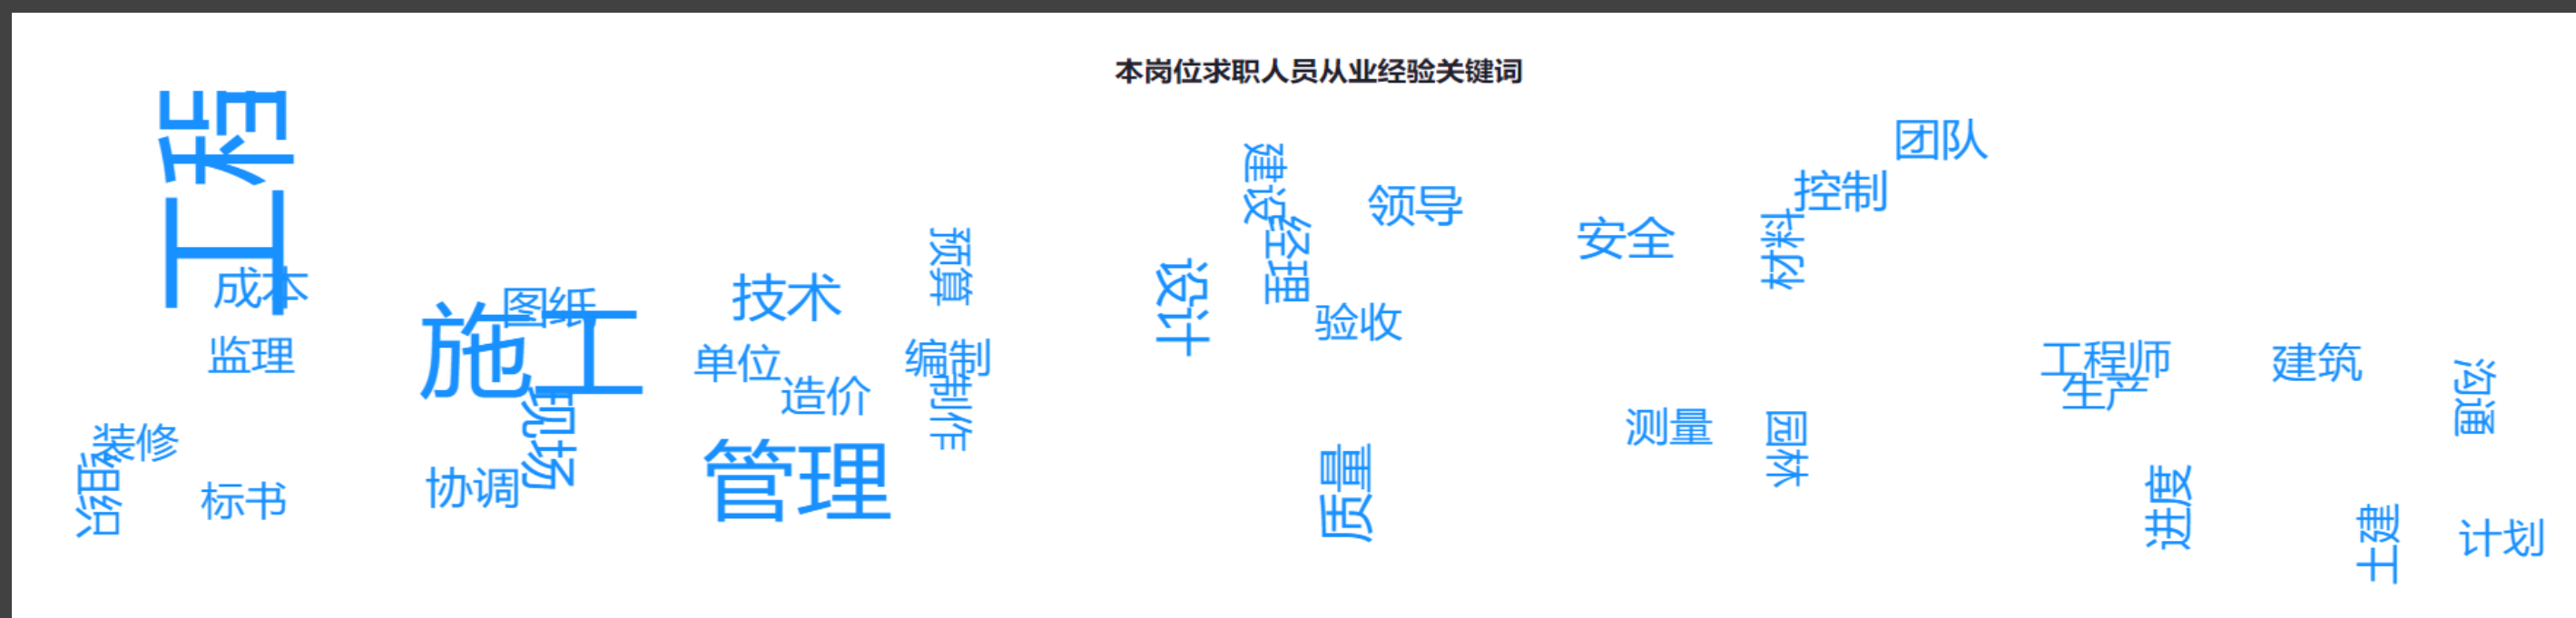 本岗位求职人员从业经验关键词
工程
成本
监理
装修
组织
标书
图纸
施工
现场
协调
技术
单位
造价
管理
预算
编制
制作
设计
建设
经理
领导
验收
质量
安全
测量
团队
控制
材料
园林
工程师
生产
进度
建筑
土建
沟通
计划